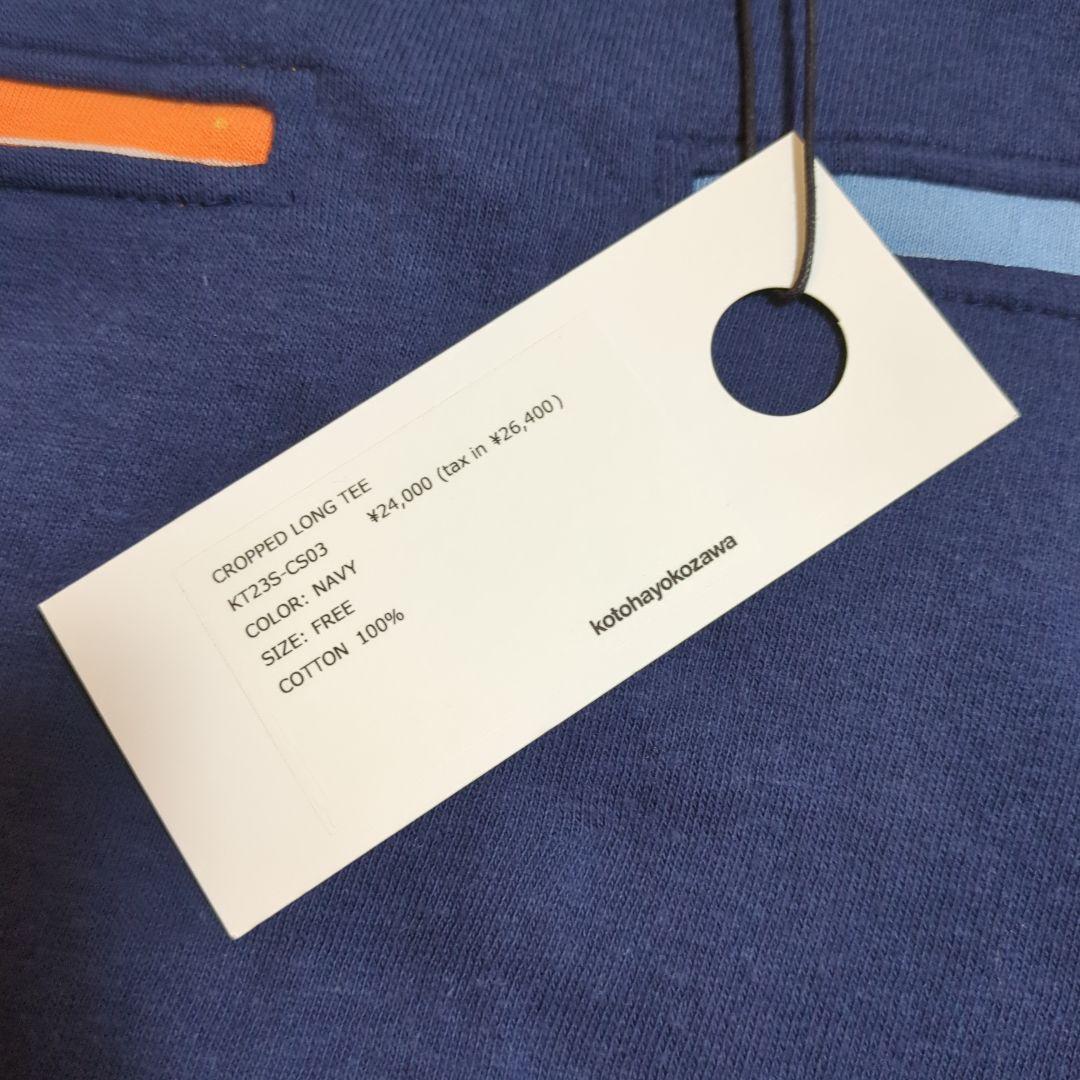 CROPPED LONG TEE
KT23S-CS03 ¥24,000 (tax in ¥26,400)
COLOR: NAVY
SIZE: FREE
COTTON 100%
kotohayokozawa